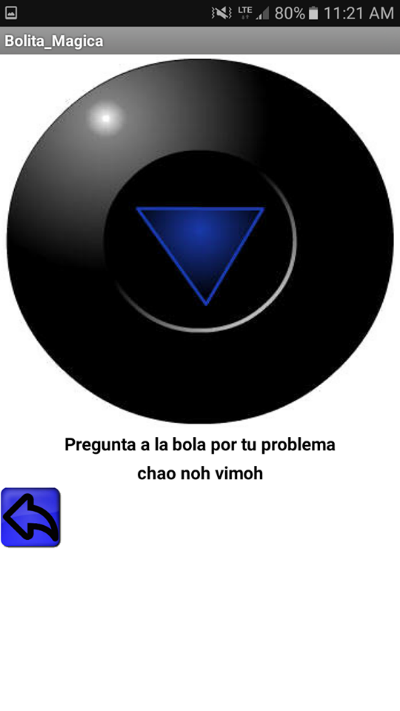 LTE 80% 11:21 AM
Bolita_Magica
Pregunta a la bola por tu problema
chao noh vimoh